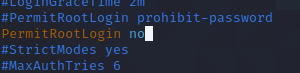 #LoginGraceTime 2m
#PermitRootLogin prohibit-password
PermitRootLogin no
#StrictModes yes
#MaxAuthTries 6